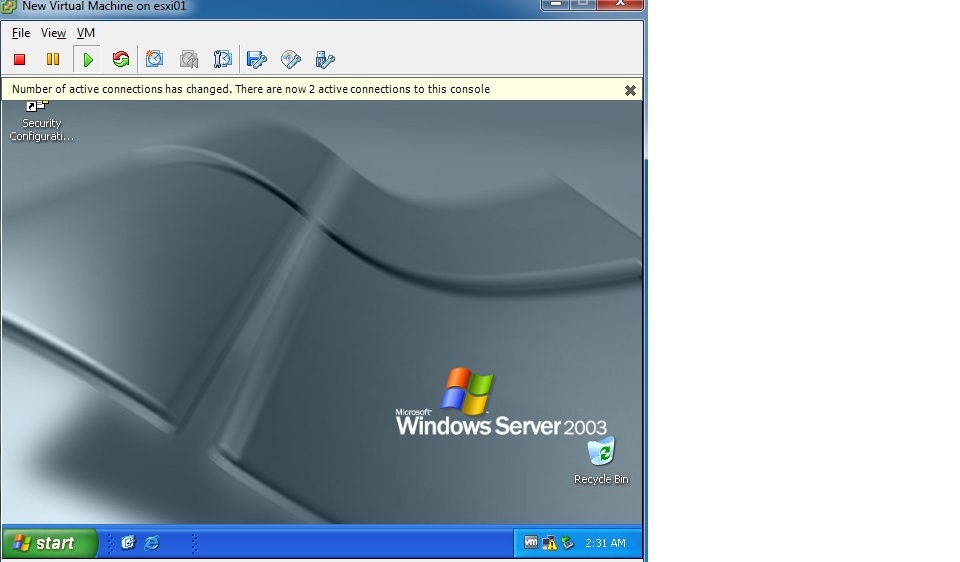 New Virtual Machine on esxi01
File View VM
Number of active connections has changed. There are now 2 active connections to this console
Security
Configurati...
Microsoft
Windows Server 2003
Recycle Bin
start
vm 2:31 AM